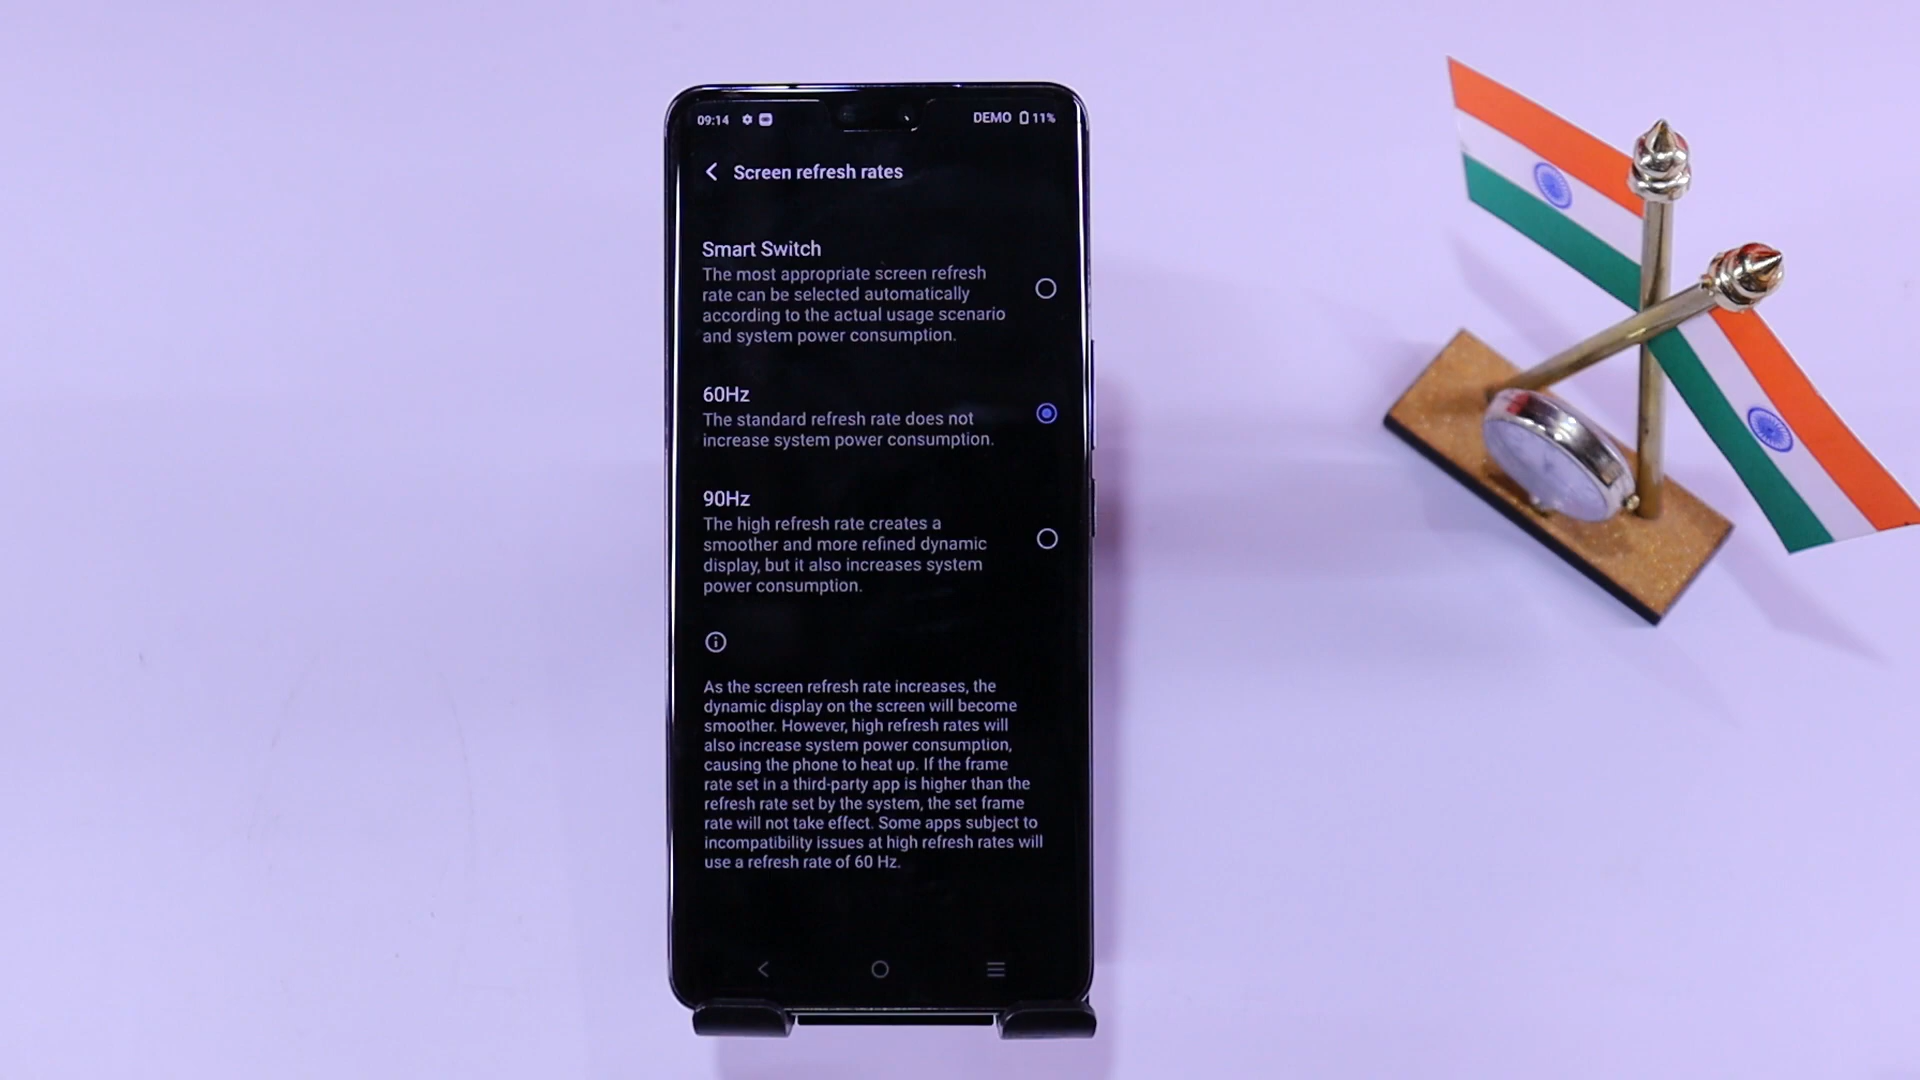 09:14
DEMO 11%
Screen refresh rates
Smart Switch
The most appropriate screen refresh
rate can be selected automatically
according to the actual usage scenario
and system power consumption.
60Hz
The standard refresh rate does not
increase system power consumption.
90Hz
The high refresh rate creates a
smoother and more refined dynamic
display, but it also increases system
power consumption.
As the screen refresh rate increases, the
dynamic display on the screen will become
smoother. However, high refresh rates will
also increase system power consumption,
causing the phone to heat up. If the frame
rate set in a third-party app is higher than the
refresh rate set by the system, the set frame
rate will not take effect. Some apps subject to
incompatibility issues at high refresh rates will
use a refresh rate of 60 Hz.